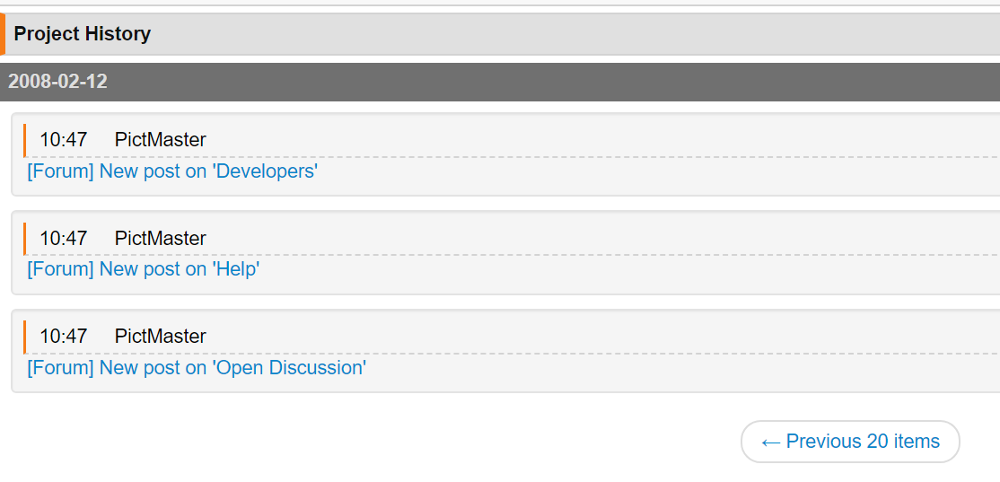 Project History
2008-02-12
10:47 PictMaster
[Forum] New post on 'Developers'
10:47 PictMaster
[Forum] New post on 'Help'
10:47 PictMaster
[Forum] New post on 'Open Discussion'
← Previous 20 items